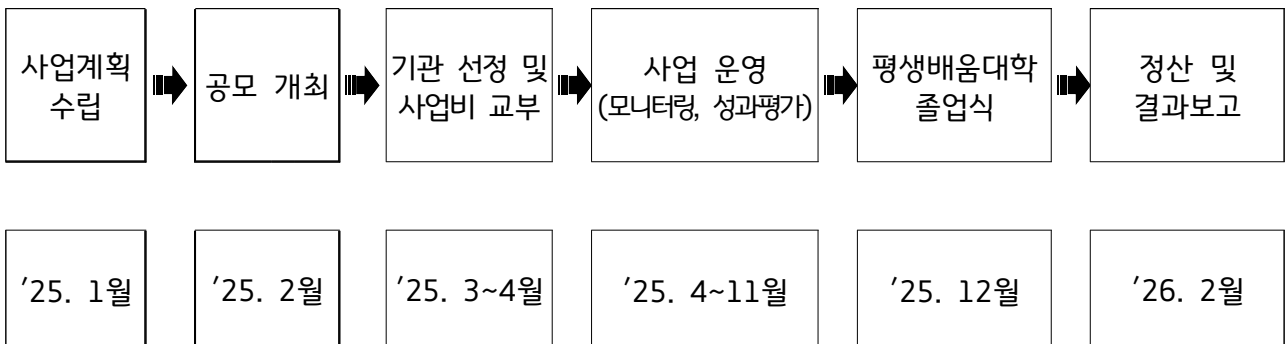 사업계획
수립
공모 개최
기관 선정 및
사업비 교부
사업 운영
(모니터링, 성과평가)
평생배움대학
졸업식
정산 및
결과보고
'25. 1월
'25. 2월
'25. 3~4월
'25. 4~11월
'25. 12월
'26. 2월